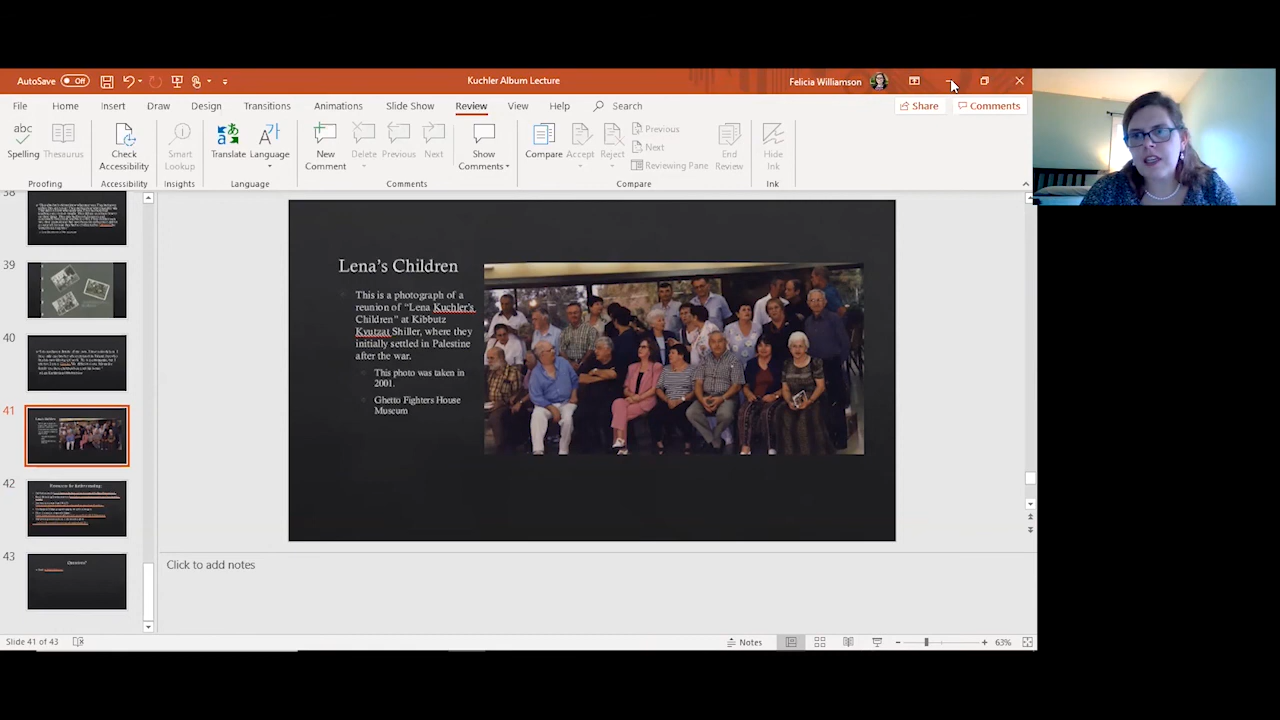 AutoSave Off
Kuchler Album Lecture
Felicia Williamson
File Home Insert Draw Design Transitions Animations Slide Show Review View Help Search
Share Comments
abc
Spelling
Thesaurus
Check
Accessibility
Smart
Lookup
Translate
Language
New
Comment
Delete
Previous
Next
Show
Comments
Compare
Accept
Reject
Previous
Next
Reviewing Pane
End
Review
Hide
Ink
Proofing Accessibility Insights Language Comments Compare Ink
38
39
40
41
42
43
Lena's Children
This is a photograph of a
reunion of "Lena Kuchler's
Children" at Kibbutz
Kvutzat Shiller, where they
initially settled in Palestine
after the war.
This photo was taken in
2001.
Ghetto Fighters House
Museum
Click to add notes
Slide 41 of 43
Notes
63%